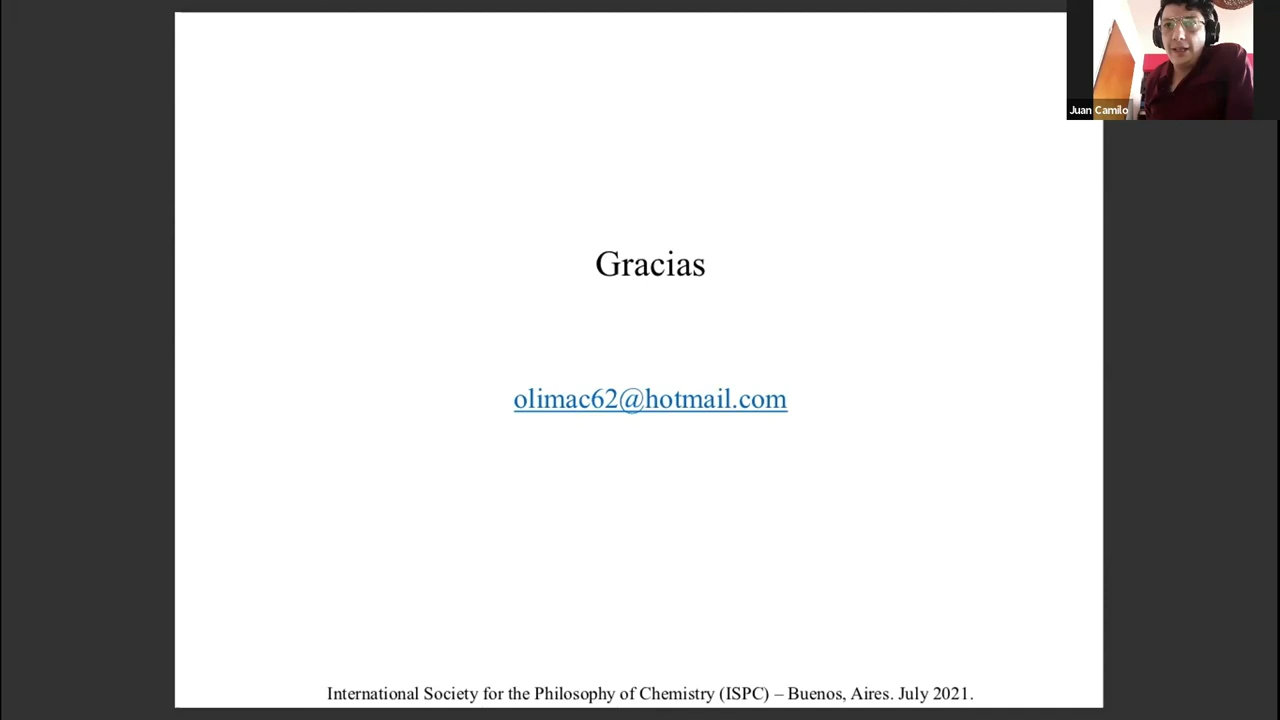 Juan Camilo
Gracias
olimac62@hotmail.com
International Society for the Philosophy of Chemistry (ISPC) – Buenos, Aires. July 2021.